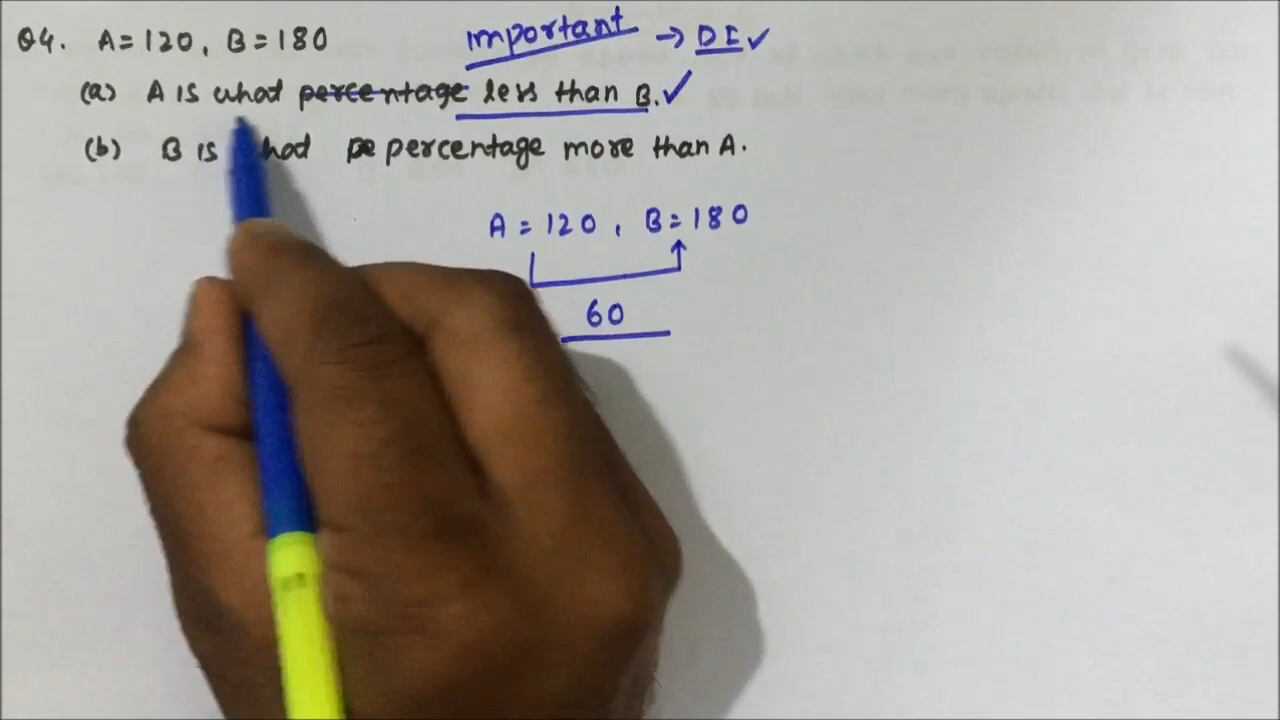 Q4. A=120, B=180 Important → DI ✓
(a) A is what percentage less than B. ✓
(b) B is what pe percentage more than A.
A = 120, B = 180
60